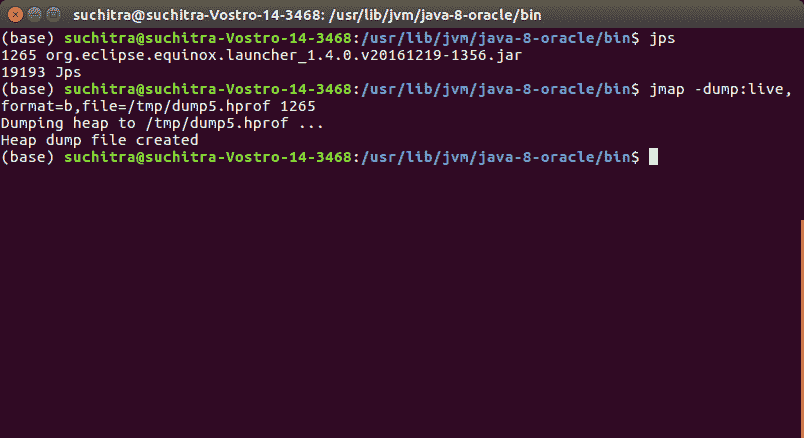 suchitra@suchitra-Vostro-14-3468: /usr/lib/jvm/java-8-oracle/bin
(base) suchitra@suchitra-Vostro-14-3468:/usr/lib/jvm/java-8-oracle/bin$ jps
1265 org.eclipse.equinox.launcher_1.4.0.v20161219-1356.jar
19193 Jps
(base) suchitra@suchitra-Vostro-14-3468:/usr/lib/jvm/java-8-oracle/bin$ jmap -dump:live,
format=b,file=/tmp/dump5.hprof 1265
Dumping heap to /tmp/dump5.hprof ...
Heap dump file created
(base) suchitra@suchitra-Vostro-14-3468:/usr/lib/jvm/java-8-oracle/bin$